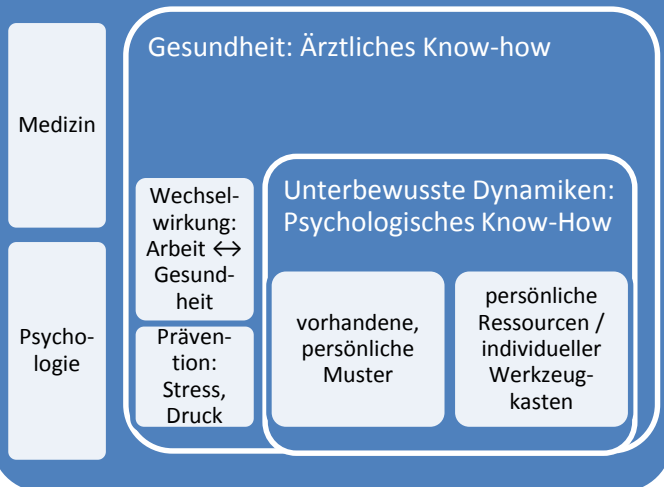 Medizin
Psycho-
logie
Gesundheit: Ärztliches Know-how
Wechsel-
wirkung:
Arbeit ↔
Gesund-
heit
Präven-
tion:
Stress,
Druck
Unterbewusste Dynamiken:
Psychologisches Know-How
vorhandene,
persönliche
Muster
persönliche
Ressourcen /
individueller
Werkzeug-
kasten